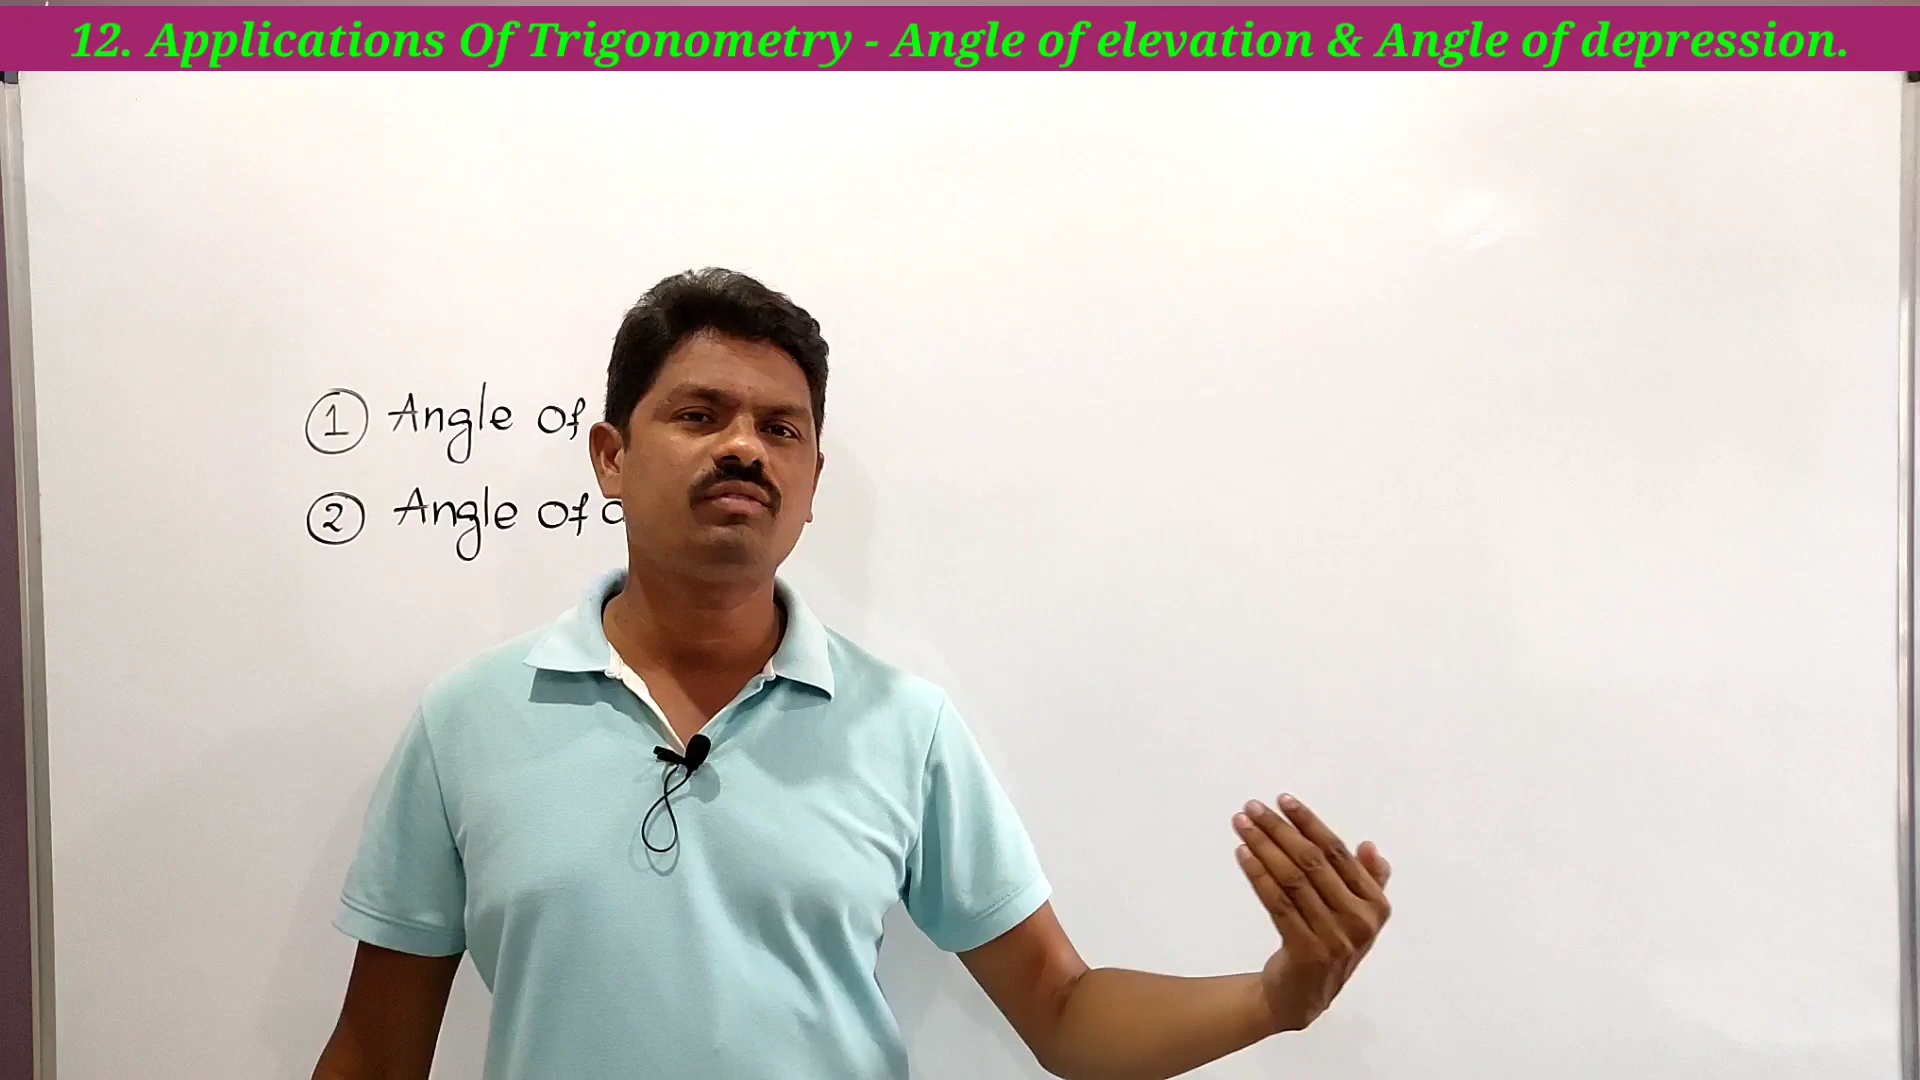 12. Applications Of Trigonometry - Angle of elevation & Angle of depression.
1 Angle of
2 Angle of